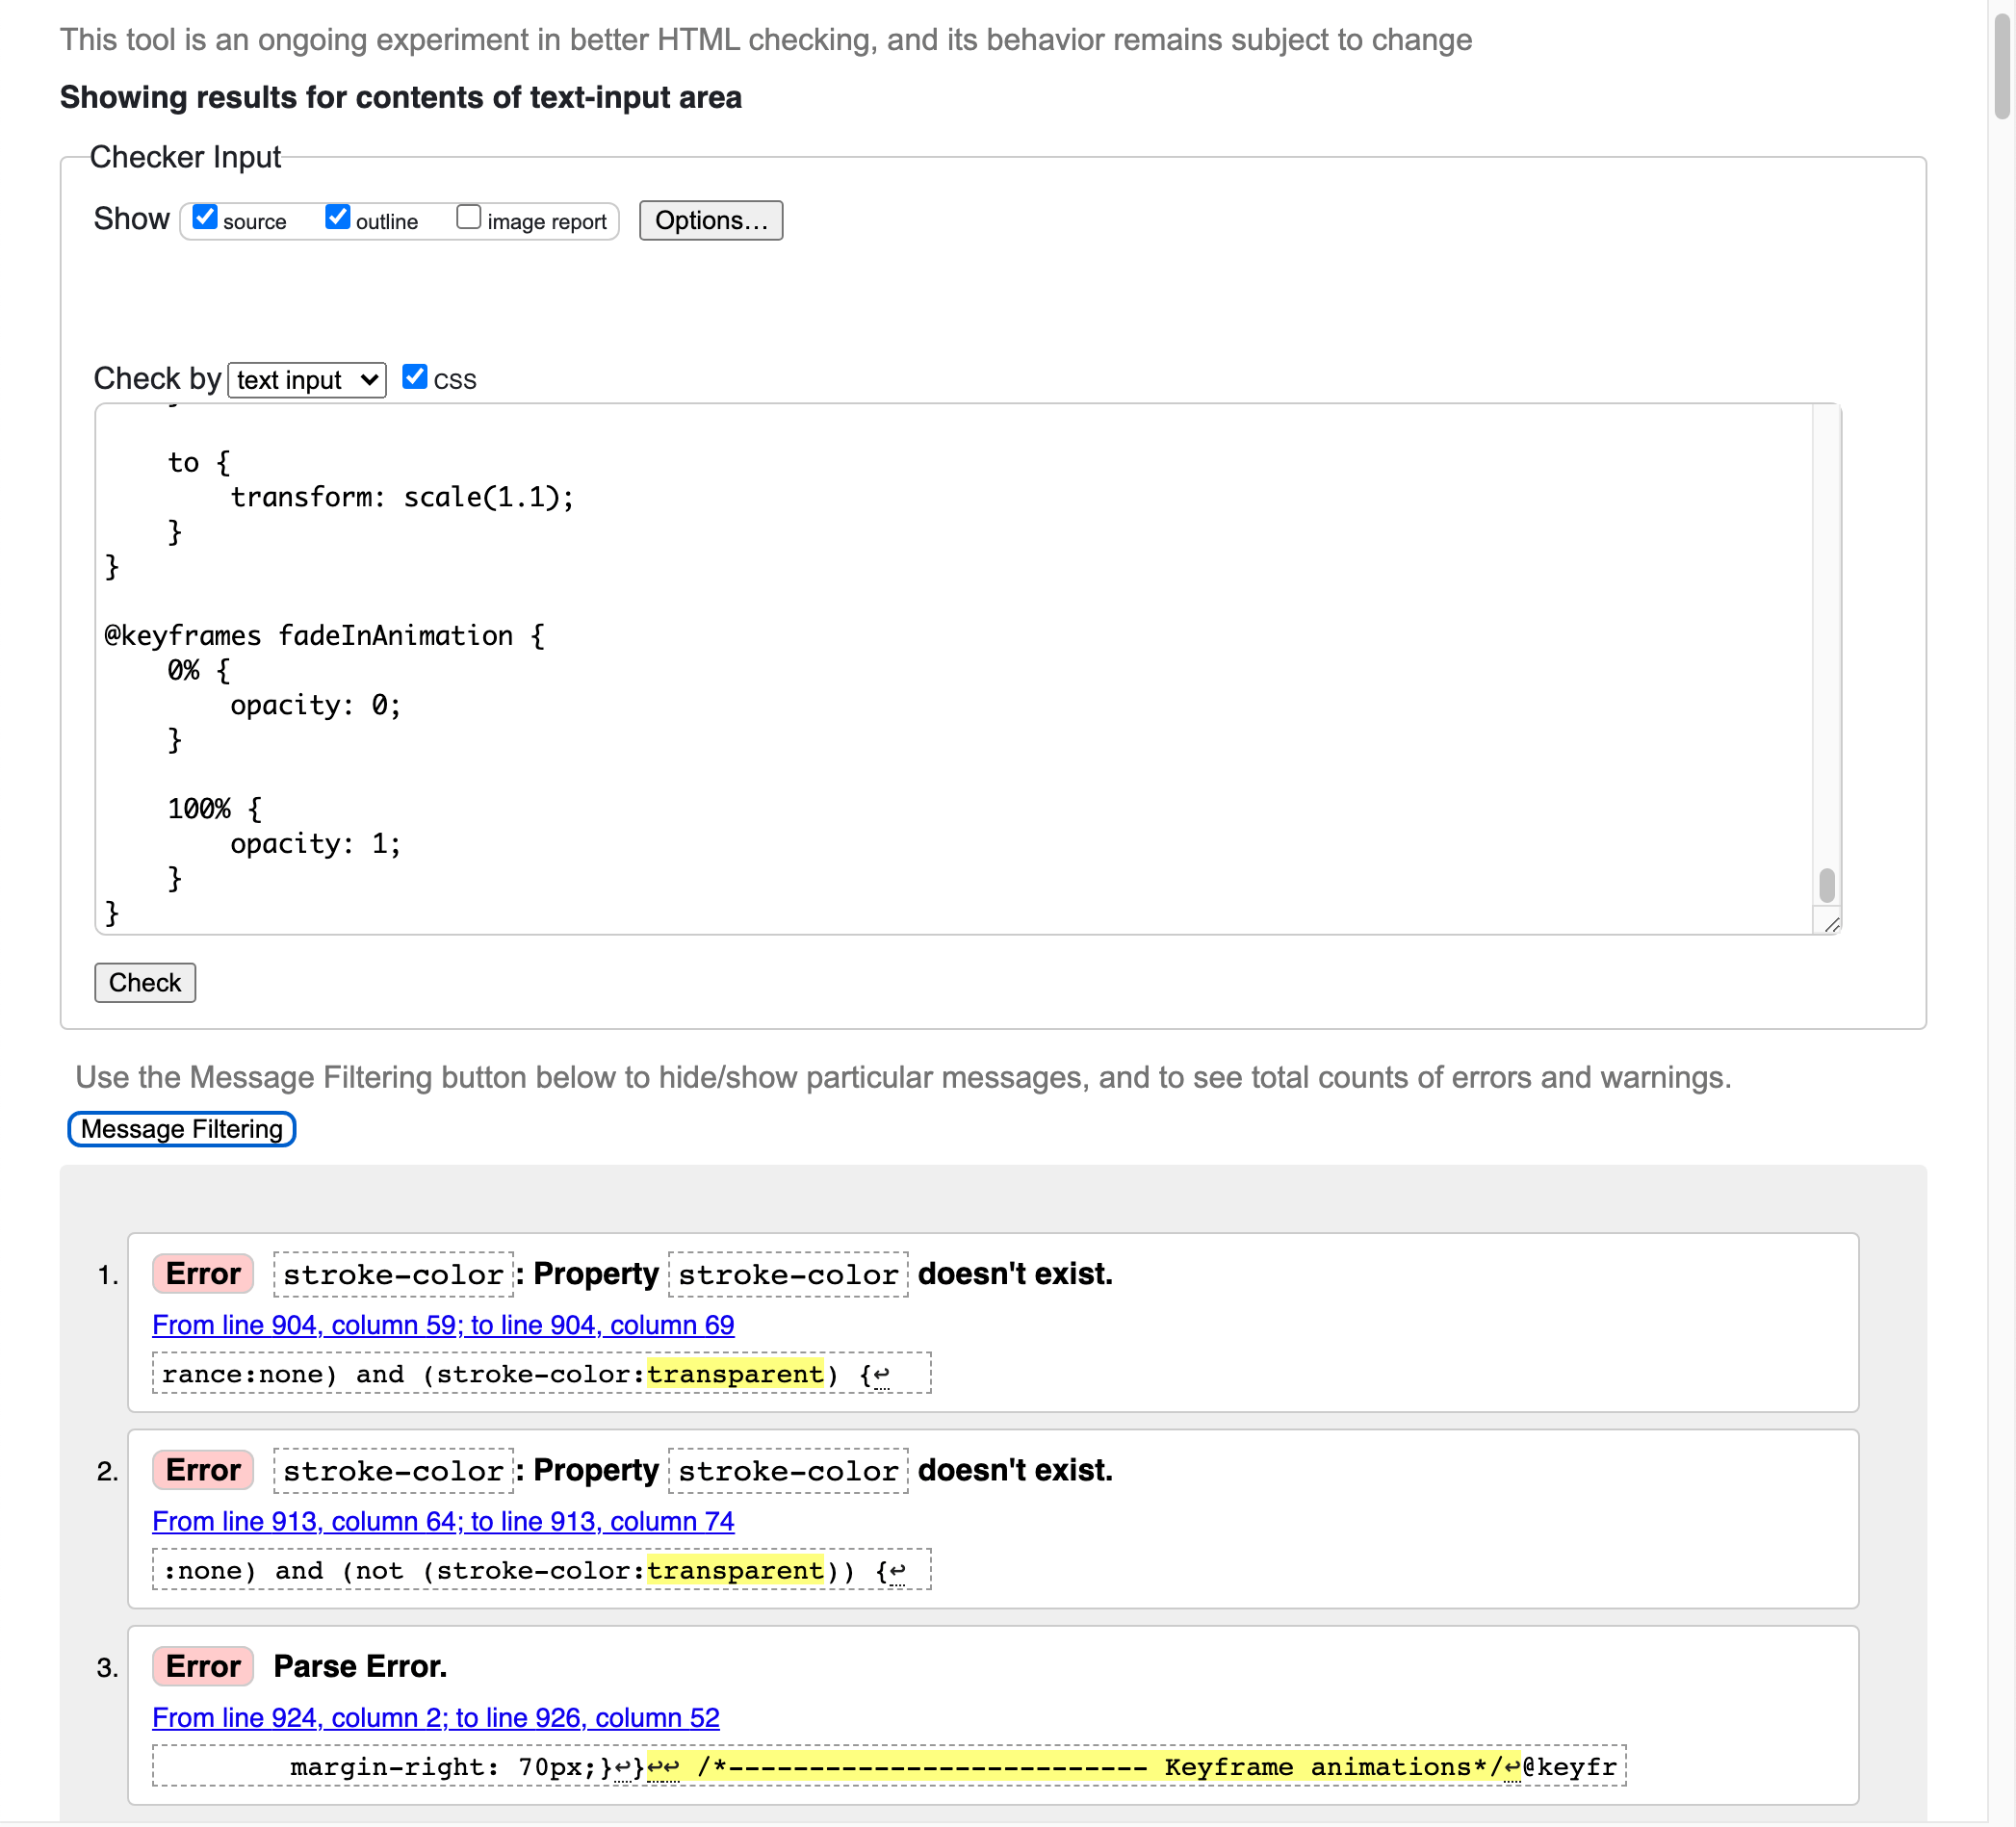 This tool is an ongoing experiment in better HTML checking, and its behavior remains subject to change
Showing results for contents of text-input area
Checker Input
Show source outline image report Options...
Check by text input CSS
}
to {
transform: scale(1.1);
}
}
@keyframes fadeInAnimation {
0% {
opacity: 0;
}
100% {
opacity: 1;
}
}
Check
Use the Message Filtering button below to hide/show particular messages, and to see total counts of errors and warnings.
Message Filtering
1. Error stroke-color: Property stroke-color doesn't exist.
From line 904, column 59; to line 904, column 69
rance:none) and (stroke-color:transparent) {↩
2. Error stroke-color: Property stroke-color doesn't exist.
From line 913, column 64; to line 913, column 74
:none) and (not (stroke-color:transparent)) {↩
3. Error Parse Error.
From line 924, column 2; to line 926, column 52
margin-right: 70px;}↩}↩↩ /*-------------------------- Keyframe animations*/↩@keyfr